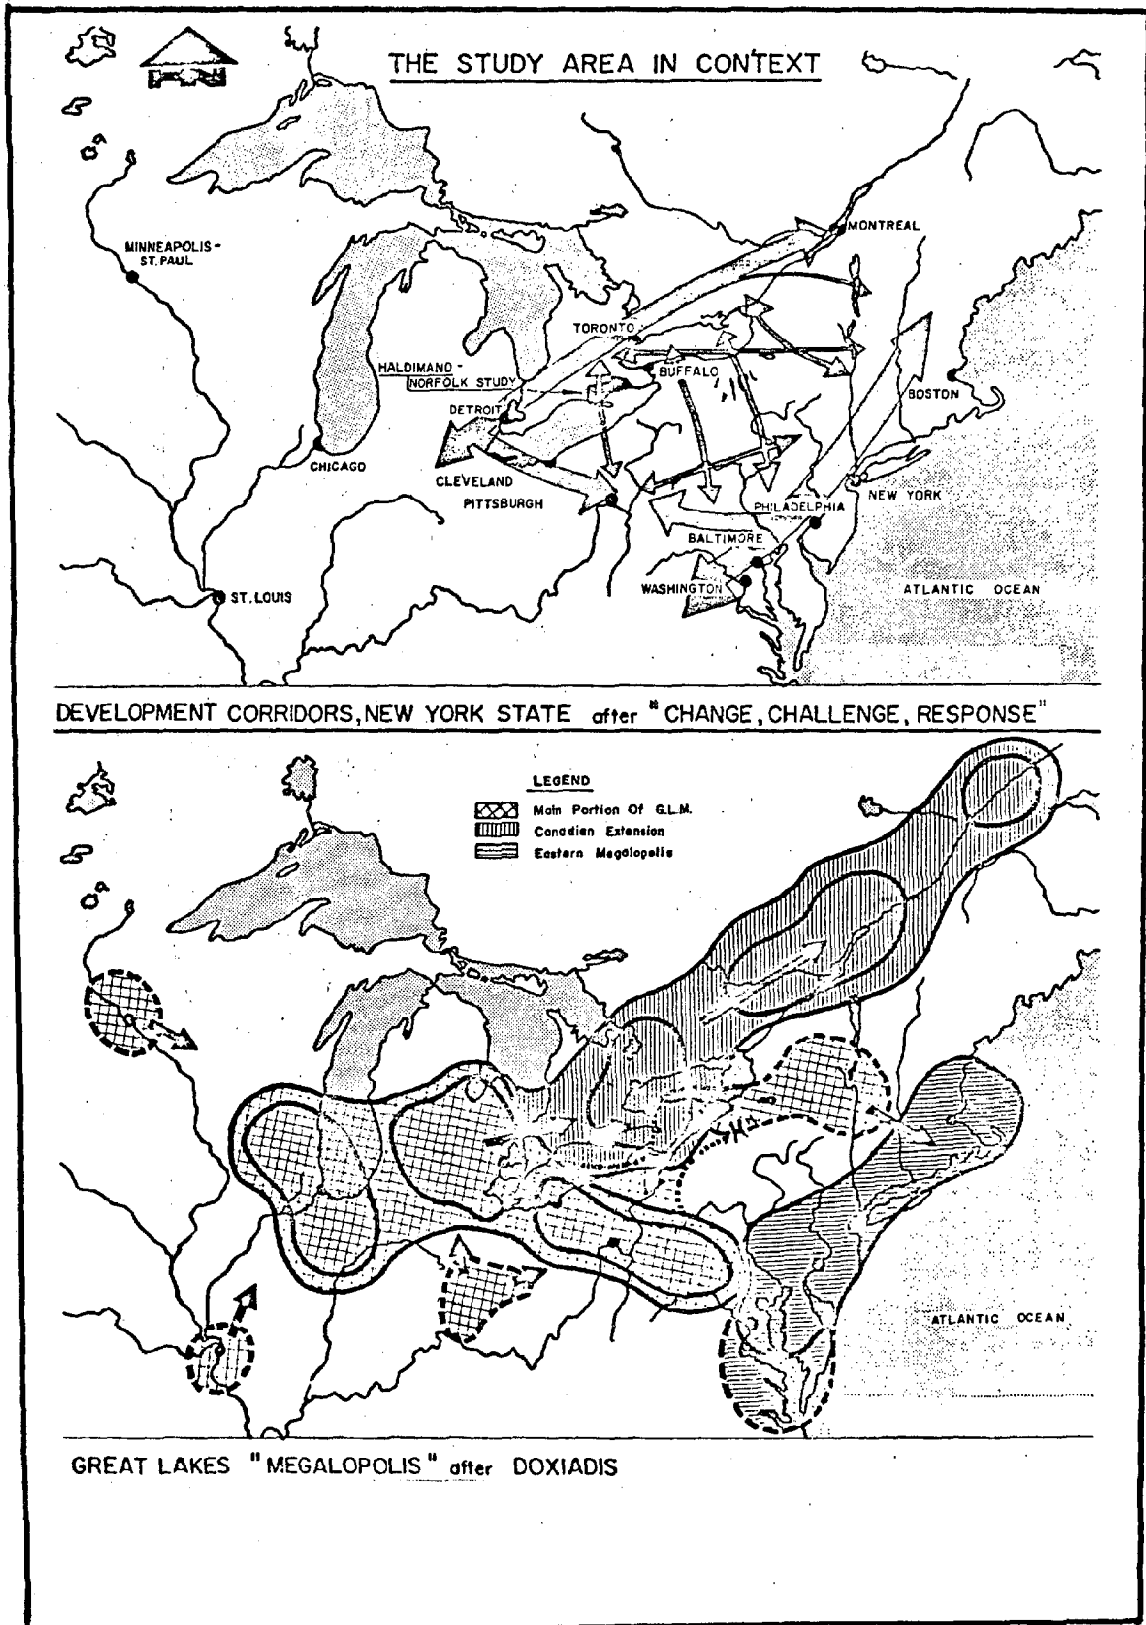 THE STUDY AREA IN CONTEXT
MONTREAL
MINNEAPOLIS -
ST. PAUL
TORONTO
HALDIMAND -
NORFOLK STUDY
BUFFALO
DETROIT
BOSTON
CHICAGO
CLEVELAND
PITTSBURGH
NEW YORK
PHILADELPHIA
BALTIMORE
WASHINGTON
ATLANTIC OCEAN
ST. LOUIS
DEVELOPMENT CORRIDORS, NEW YORK STATE after "CHANGE, CHALLENGE, RESPONSE"
LEGEND
Main Portion Of G.L.M.
Canadian Extension
Eastern Megalopolis
ATLANTIC OCEAN
GREAT LAKES "MEGALOPOLIS" after DOXIADIS